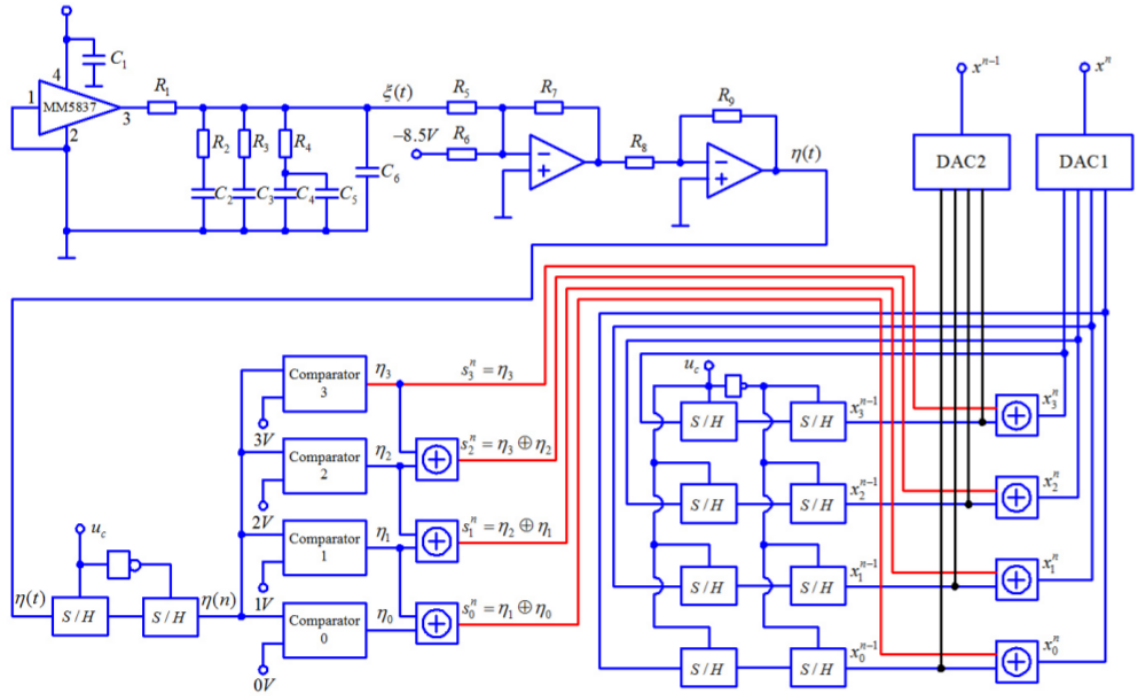 x^{n-1}
x^n
C_1
4
1
MM5837
3
2
R_1
ξ(t)
R_5
R_7
R_9
R_2
R_3
R_4
−8.5V
R_6
−
+
R_8
−
+
η(t)
DAC2
DAC1
C_2
C_3
C_4
C_5
C_6
Comparator
3
η_3
s_3^n = η_3
3V
u_c
S/H
S/H
x_3^{n-1}
x_3^n
Comparator
2
η_2
s_2^n = η_3 ⊕ η_2
2V
S/H
S/H
x_2^{n-1}
x_2^n
Comparator
1
η_1
s_1^n = η_2 ⊕ η_1
1V
S/H
S/H
x_1^{n-1}
x_1^n
u_c
η(t)
S/H
S/H
η(n)
Comparator
0
η_0
s_0^n = η_1 ⊕ η_0
0V
S/H
S/H
x_0^{n-1}
x_0^n